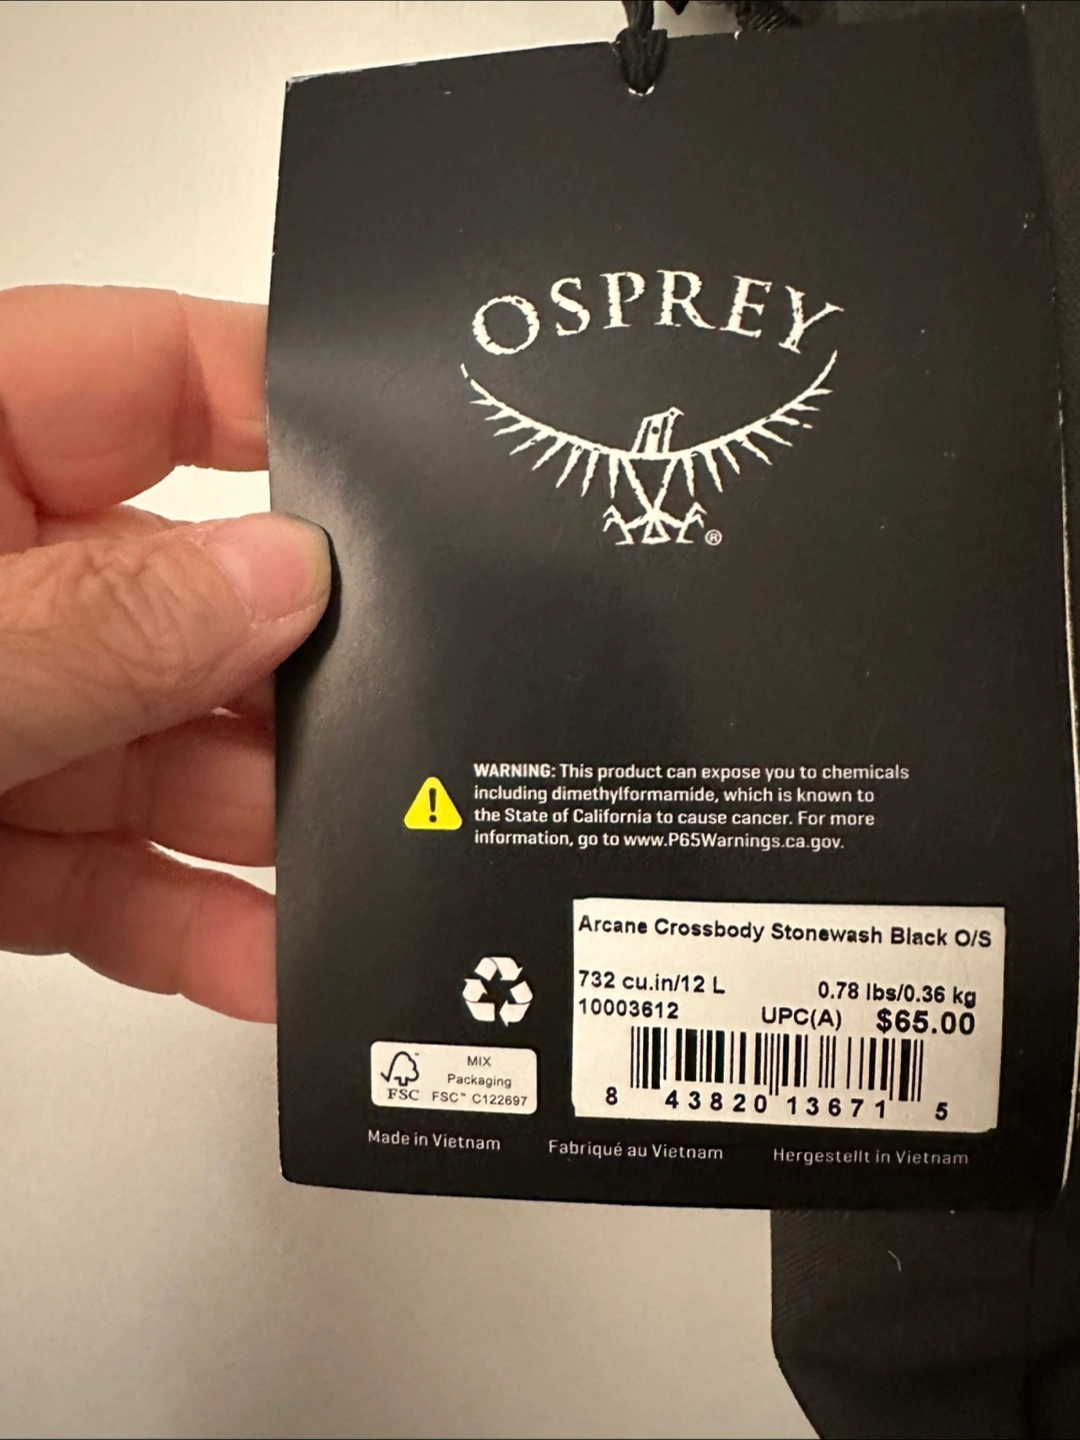 OSPREY
®
WARNING: This product can expose you to chemicals
including dimethylformamide, which is known to
the State of California to cause cancer. For more
information, go to www.P65Warnings.ca.gov.
Arcane Crossbody Stonewash Black O/S
732 cu.in/12 L 0.78 lbs/0.36 kg
10003612 UPC(A) $65.00
8 43820 13671 5
MIX
Packaging
FSC FSC™ C122697
Made in Vietnam Fabriqué au Vietnam Hergestellt in Vietnam